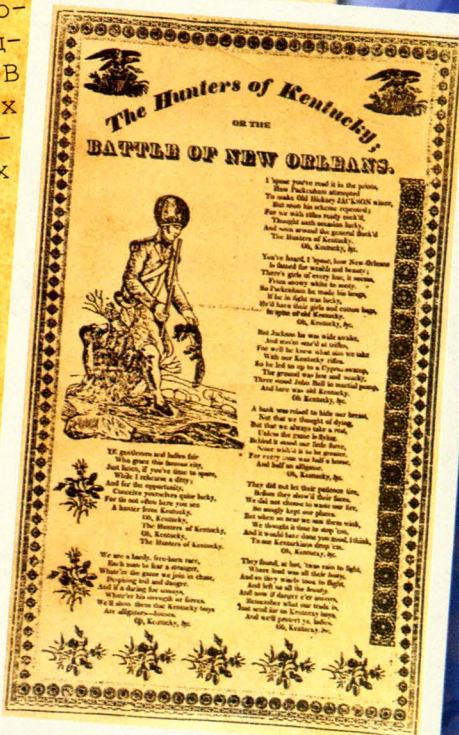 o-
B
x
-
x
The Hunters of Kentucky;
OR THE
BATTLE OF NEW ORLEANS.
YE gentlemen and ladies fair
Who grace this famous city,
Just listen, if you've time to spare,
While I rehearse a ditty;
And for the opportunity,
Conceive yourselves quite lucky,
For tis not often here you see
A hunter from Kentucky;
Oh, Kentucky,
The Hunters of Kentucky,
Oh, Kentucky,
The Hunters of Kentucky.
We are a hardy, free-born race,
Each man to fear a stranger
Whate'er the game we join in chase,
Despising toil and danger.
And if a daring foe annoys,
Whate'er his strength or forces.
We'll show them that Kentucky boys
Are alligators—horses.
Oh, Kentucky, &c.
I 'spose you've read it in the prints,
How Packenham attempted
To make Old Hickory JACKSON wince,
But soon his scheme repented;
For we with rifles ready cock'd,
Thought such occasion lucky,
And soon around the general flock'd
The Hunters of Kentucky.
Oh, Kentucky, &c.
You've heard, I 'spose, how New-Orleans
Is famed for wealth and beauty;
There's girls of every hue, it seems,
From snowy white to sooty.
So Packenham he made his brags,
If he in fight was lucky,
He'd have their girls and cotton bags,
In spite of old Kentucky.
Oh, Kentucky, &c.
But Jackson he was wide awake,
And wasn't scar'd at trifles,
For well he knew what aim we take
With our Kentucky rifles.
So he led us up to a Cyprus swamp,
The ground was low and mucky,
There stood John Bull in martial pomp,
And here was old Kentucky.
Oh Kentucky, &c.
A bank was raised to hide our breast,
Not that we thought of dying,
But that we always take a rest,
Unless the game is flying.
Behind it stood our little force,
None wish'd it to be greater,
For every man was half a horse,
And half an alligator.
Oh, Kentucky, &c.
They did not let their patience tire,
Before they show'd their faces,
We did not choose to waste our fire,
So snugly kept our places.
But when so near we saw them wink,
We thought it time to stop 'em,
And it would have done you good, I think,
To see Kentuckians drop 'em.
Oh, Kentucky, &c.
They found, at last, 'twas vain to fight,
Where lead was all their booty,
And so they wisely took to flight,
And left us all the beauty.
And now if danger e'er annoys,
Remember what our trade is,
Just send for us Kentucky boys,
And we'll protect ye, ladies.
Oh, Kentucky, &c.